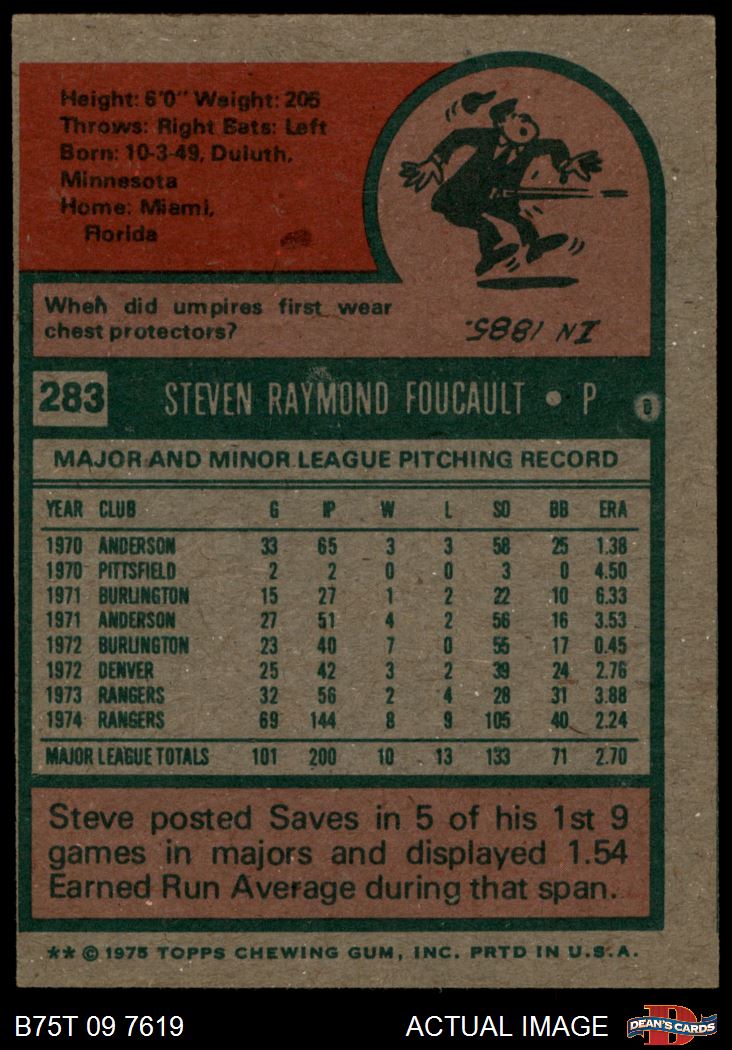 Height: 6'0" Weight: 205
Throws: Right Bats: Left
Born: 10-3-49, Duluth,
Minnesota
Home: Miami,
Florida
When did umpires first wear
chest protectors?
IN 1885.
283 STEVEN RAYMOND FOUCAULT • P
MAJOR AND MINOR LEAGUE PITCHING RECORD
YEAR CLUB G IP W L SO BB ERA
1970 ANDERSON 33 65 3 3 58 25 1.38
1970 PITTSFIELD 2 2 0 0 3 0 4.50
1971 BURLINGTON 15 27 1 2 22 10 6.33
1971 ANDERSON 27 51 4 2 56 16 3.53
1972 BURLINGTON 23 40 7 0 55 17 0.45
1972 DENVER 25 42 3 2 39 24 2.76
1973 RANGERS 32 56 2 4 28 31 3.88
1974 RANGERS 69 144 8 9 105 40 2.24
MAJOR LEAGUE TOTALS 101 200 10 13 133 71 2.70
Steve posted Saves in 5 of his 1st 9
games in majors and displayed 1.54
Earned Run Average during that span.
** © 1975 TOPPS CHEWING GUM, INC. PRTD IN U.S.A.
B75T 09 7619 ACTUAL IMAGE DEAN'S CARDS